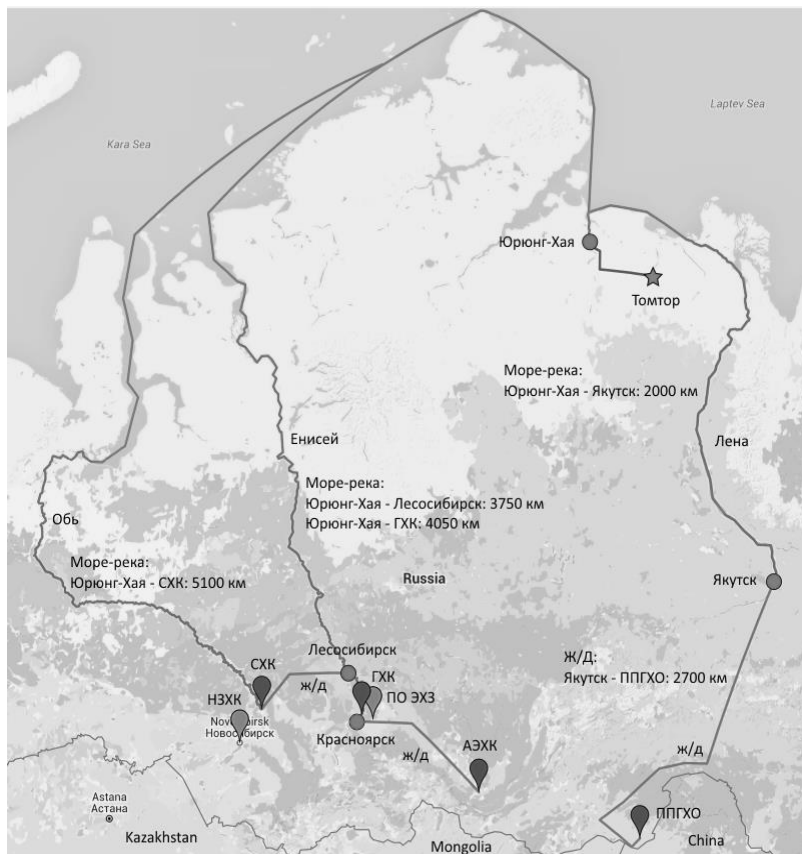 Laptev Sea
Kara Sea
Юрюнг-Хая
Томтор
Море-река:
Юрюнг-Хая - Якутск: 2000 км
Енисей
Лена
Море-река:
Юрюнг-Хая - Лесосибирск: 3750 км
Юрюнг-Хая - ГХК: 4050 км
Обь
Море-река:
Юрюнг-Хая - СХК: 5100 км
Russia
Якутск
Лесосибирск
СХК
ж/д
ГХК
ПО ЭХЗ
Ж/Д:
Якутск - ППГХО: 2700 км
НЗХК
Новосибирск
Красноярск
ж/д
АЭХК
ж/д
Astana
Астана
ППГХО
Kazakhstan
Mongolia
China